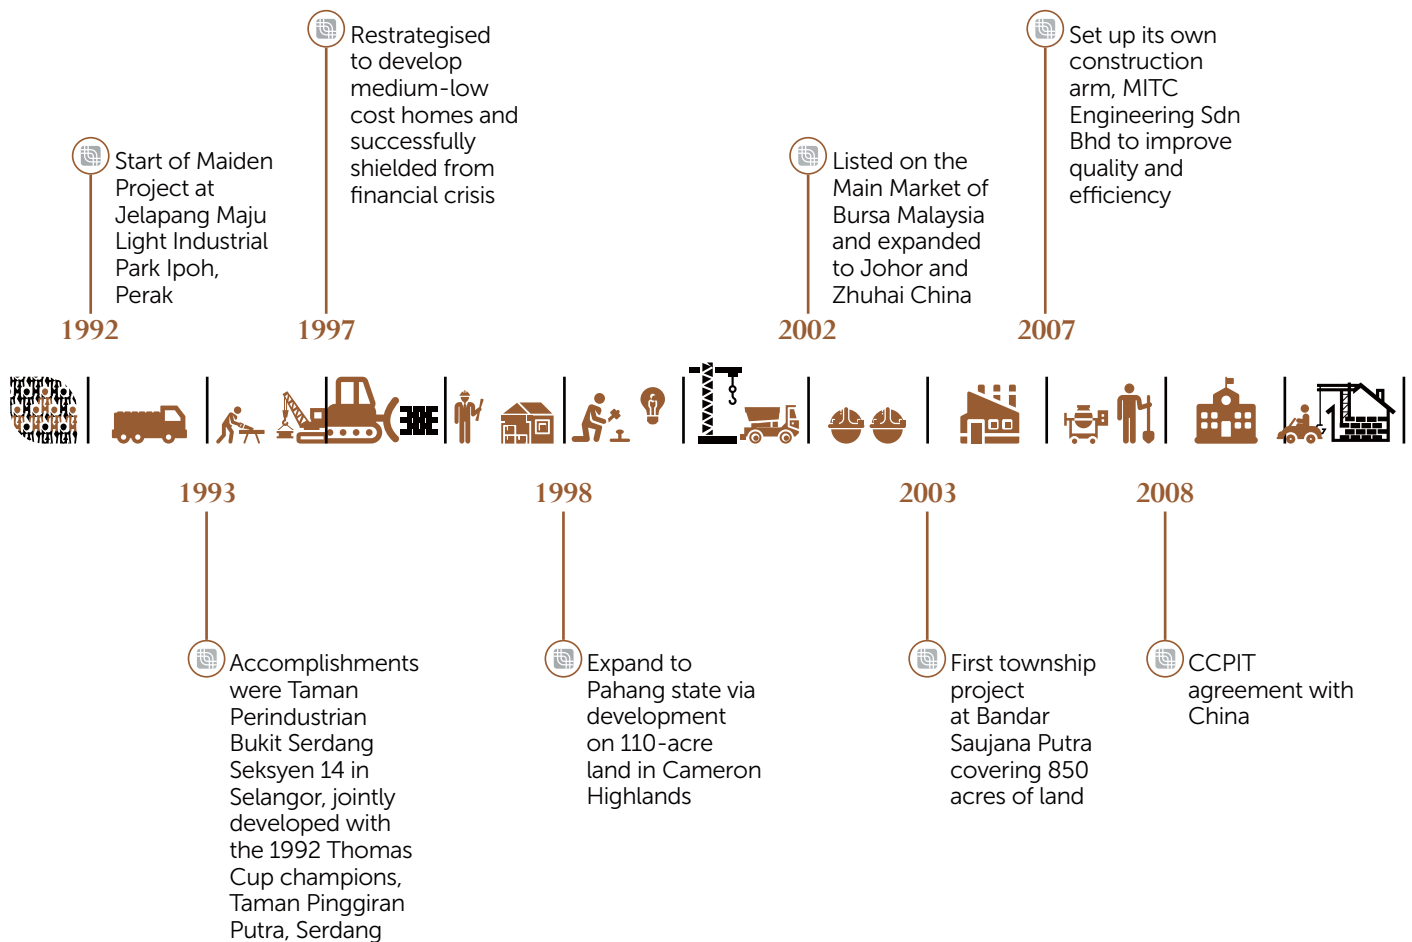 1992
Start of Maiden
Project at
Jelapang Maju
Light Industrial
Park Ipoh,
Perak
1997
Restrategised
to develop
medium-low
cost homes and
successfully
shielded from
financial crisis
2002
Listed on the
Main Market of
Bursa Malaysia
and expanded
to Johor and
Zhuhai China
2007
Set up its own
construction
arm, MITC
Engineering Sdn
Bhd to improve
quality and
efficiency
1993
Accomplishments
were Taman
Perindustrian
Bukit Serdang
Seksyen 14 in
Selangor, jointly
developed with
the 1992 Thomas
Cup champions,
Taman Pinggiran
Putra, Serdang
1998
Expand to
Pahang state via
development
on 110-acre
land in Cameron
Highlands
2003
First township
project
at Bandar
Saujana Putra
covering 850
acres of land
2008
CCPIT
agreement with
China